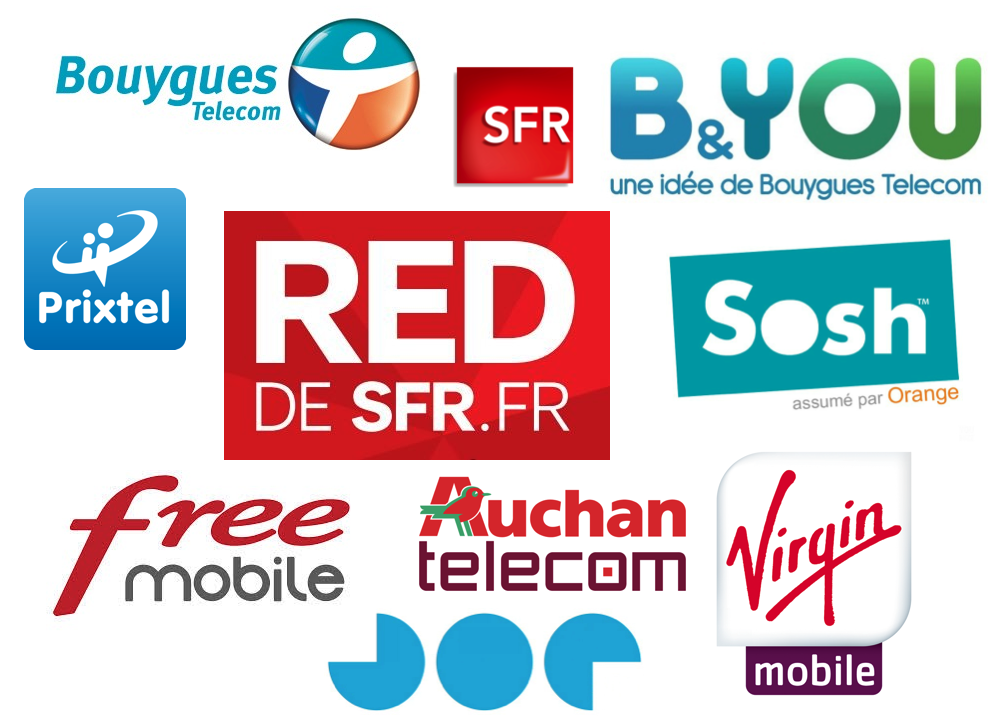 Bouygues
Telecom
SFR
B&YOU
une idée de Bouygues Telecom
Prixtel
RED
DE SFR.FR
Sosh™
assumé par Orange
free
mobile
Auchan
telecom
Virgin
mobile
JOE